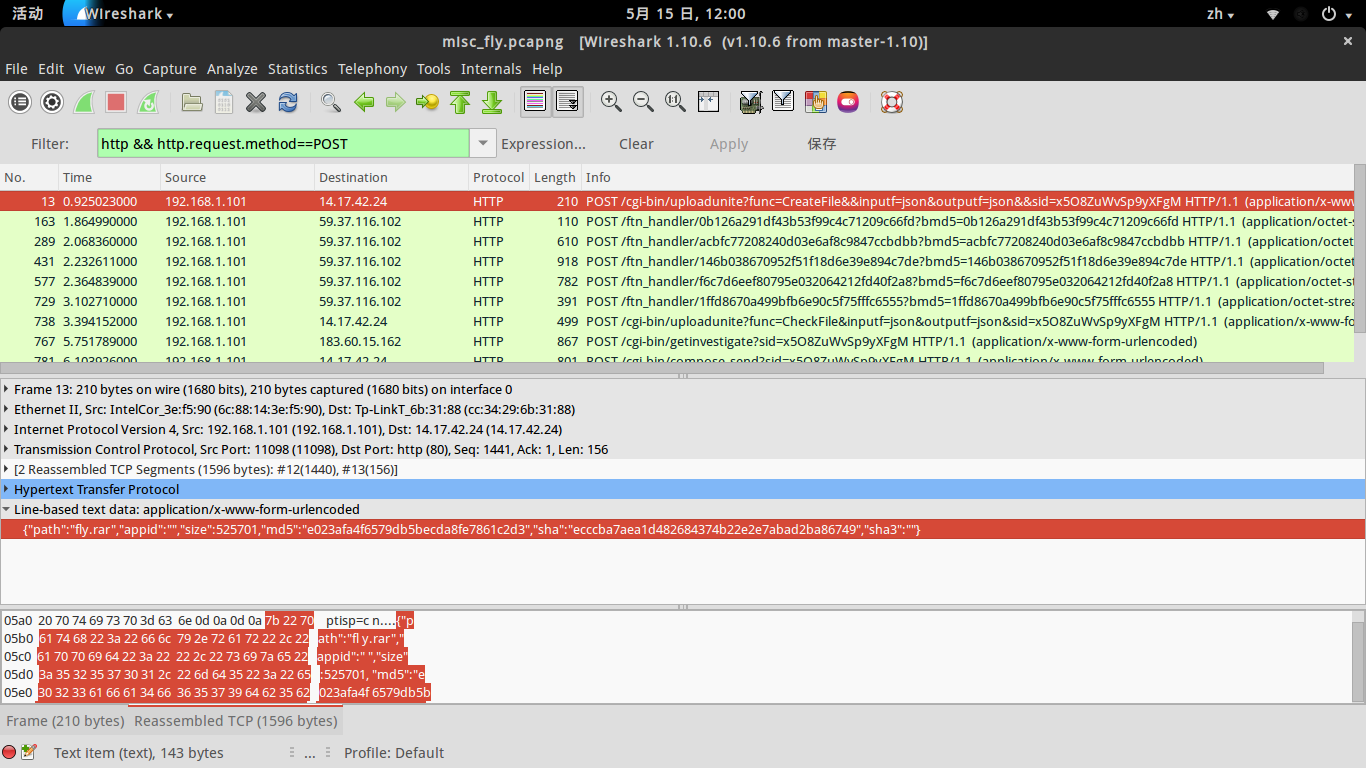 活动 Wireshark 5月 15 日, 12:00 zh
misc_fly.pcapng [Wireshark 1.10.6 (v1.10.6 from master-1.10)]
File Edit View Go Capture Analyze Statistics Telephony Tools Internals Help
Filter: http && http.request.method==POST Expression... Clear Apply 保存
No. Time Source Destination Protocol Length Info
13 0.925023000 192.168.1.101 14.17.42.24 HTTP 210 POST /cgi-bin/uploadunite?func=CreateFile&&inputf=json&outputf=json&&sid=x5O8ZuWvSp9yXFgM HTTP/1.1 (application/x-www
163 1.864990000 192.168.1.101 59.37.116.102 HTTP 110 POST /ftn_handler/0b126a291df43b53f99c4c71209c66fd?bmd5=0b126a291df43b53f99c4c71209c66fd HTTP/1.1 (application/octet-s
289 2.068360000 192.168.1.101 59.37.116.102 HTTP 610 POST /ftn_handler/acbfc77208240d03e6af8c9847ccbdbb?bmd5=acbfc77208240d03e6af8c9847ccbdbb HTTP/1.1 (application/octet
431 2.232611000 192.168.1.101 59.37.116.102 HTTP 918 POST /ftn_handler/146b038670952f51f18d6e39e894c7de?bmd5=146b038670952f51f18d6e39e894c7de HTTP/1.1 (application/octet
577 2.364839000 192.168.1.101 59.37.116.102 HTTP 782 POST /ftn_handler/f6c7d6eef80795e032064212fd40f2a8?bmd5=f6c7d6eef80795e032064212fd40f2a8 HTTP/1.1 (application/octet-st
729 3.102710000 192.168.1.101 59.37.116.102 HTTP 391 POST /ftn_handler/1ffd8670a499bfb6e90c5f75fffc6555?bmd5=1ffd8670a499bfb6e90c5f75fffc6555 HTTP/1.1 (application/octet-strea
738 3.394152000 192.168.1.101 14.17.42.24 HTTP 499 POST /cgi-bin/uploadunite?func=CheckFile&inputf=json&outputf=json&sid=x5O8ZuWvSp9yXFgM HTTP/1.1 (application/x-www-fo
767 5.751789000 192.168.1.101 183.60.15.162 HTTP 867 POST /cgi-bin/getinvestigate?sid=x5O8ZuWvSp9yXFgM HTTP/1.1 (application/x-www-form-urlencoded)
781 6.103926000 192.168.1.101 14.17.42.24 HTTP 801 POST /cgi-bin/compose_send?sid=x5O8ZuWvSp9yXFgM HTTP/1.1 (application/x-www-form-urlencoded)
Frame 13: 210 bytes on wire (1680 bits), 210 bytes captured (1680 bits) on interface 0
Ethernet II, Src: IntelCor_3e:f5:90 (6c:88:14:3e:f5:90), Dst: Tp-LinkT_6b:31:88 (cc:34:29:6b:31:88)
Internet Protocol Version 4, Src: 192.168.1.101 (192.168.1.101), Dst: 14.17.42.24 (14.17.42.24)
Transmission Control Protocol, Src Port: 11098 (11098), Dst Port: http (80), Seq: 1441, Ack: 1, Len: 156
[2 Reassembled TCP Segments (1596 bytes): #12(1440), #13(156)]
Hypertext Transfer Protocol
Line-based text data: application/x-www-form-urlencoded
{"path":"fly.rar","appid":"","size":525701,"md5":"e023afa4f6579db5becda8fe7861c2d3","sha":"ecccba7aea1d482684374b22e2e7abad2ba86749","sha3":""}
05a0 20 70 74 69 73 70 3d 63 6e 0d 0a 0d 0a 7b 22 70 ptisp=c n....{"p
05b0 61 74 68 22 3a 22 66 6c 79 2e 72 61 72 22 2c 22 ath":"fl y.rar","
05c0 61 70 70 69 64 22 3a 22 22 2c 22 73 69 7a 65 22 appid":" ","size"
05d0 3a 35 32 35 37 30 31 2c 22 6d 64 35 22 3a 22 65 :525701, "md5":"e
05e0 30 32 33 61 66 61 34 66 36 35 37 39 64 62 35 62 023afa4f 6579db5b
Frame (210 bytes) Reassembled TCP (1596 bytes)
Text item (text), 143 bytes ... Profile: Default